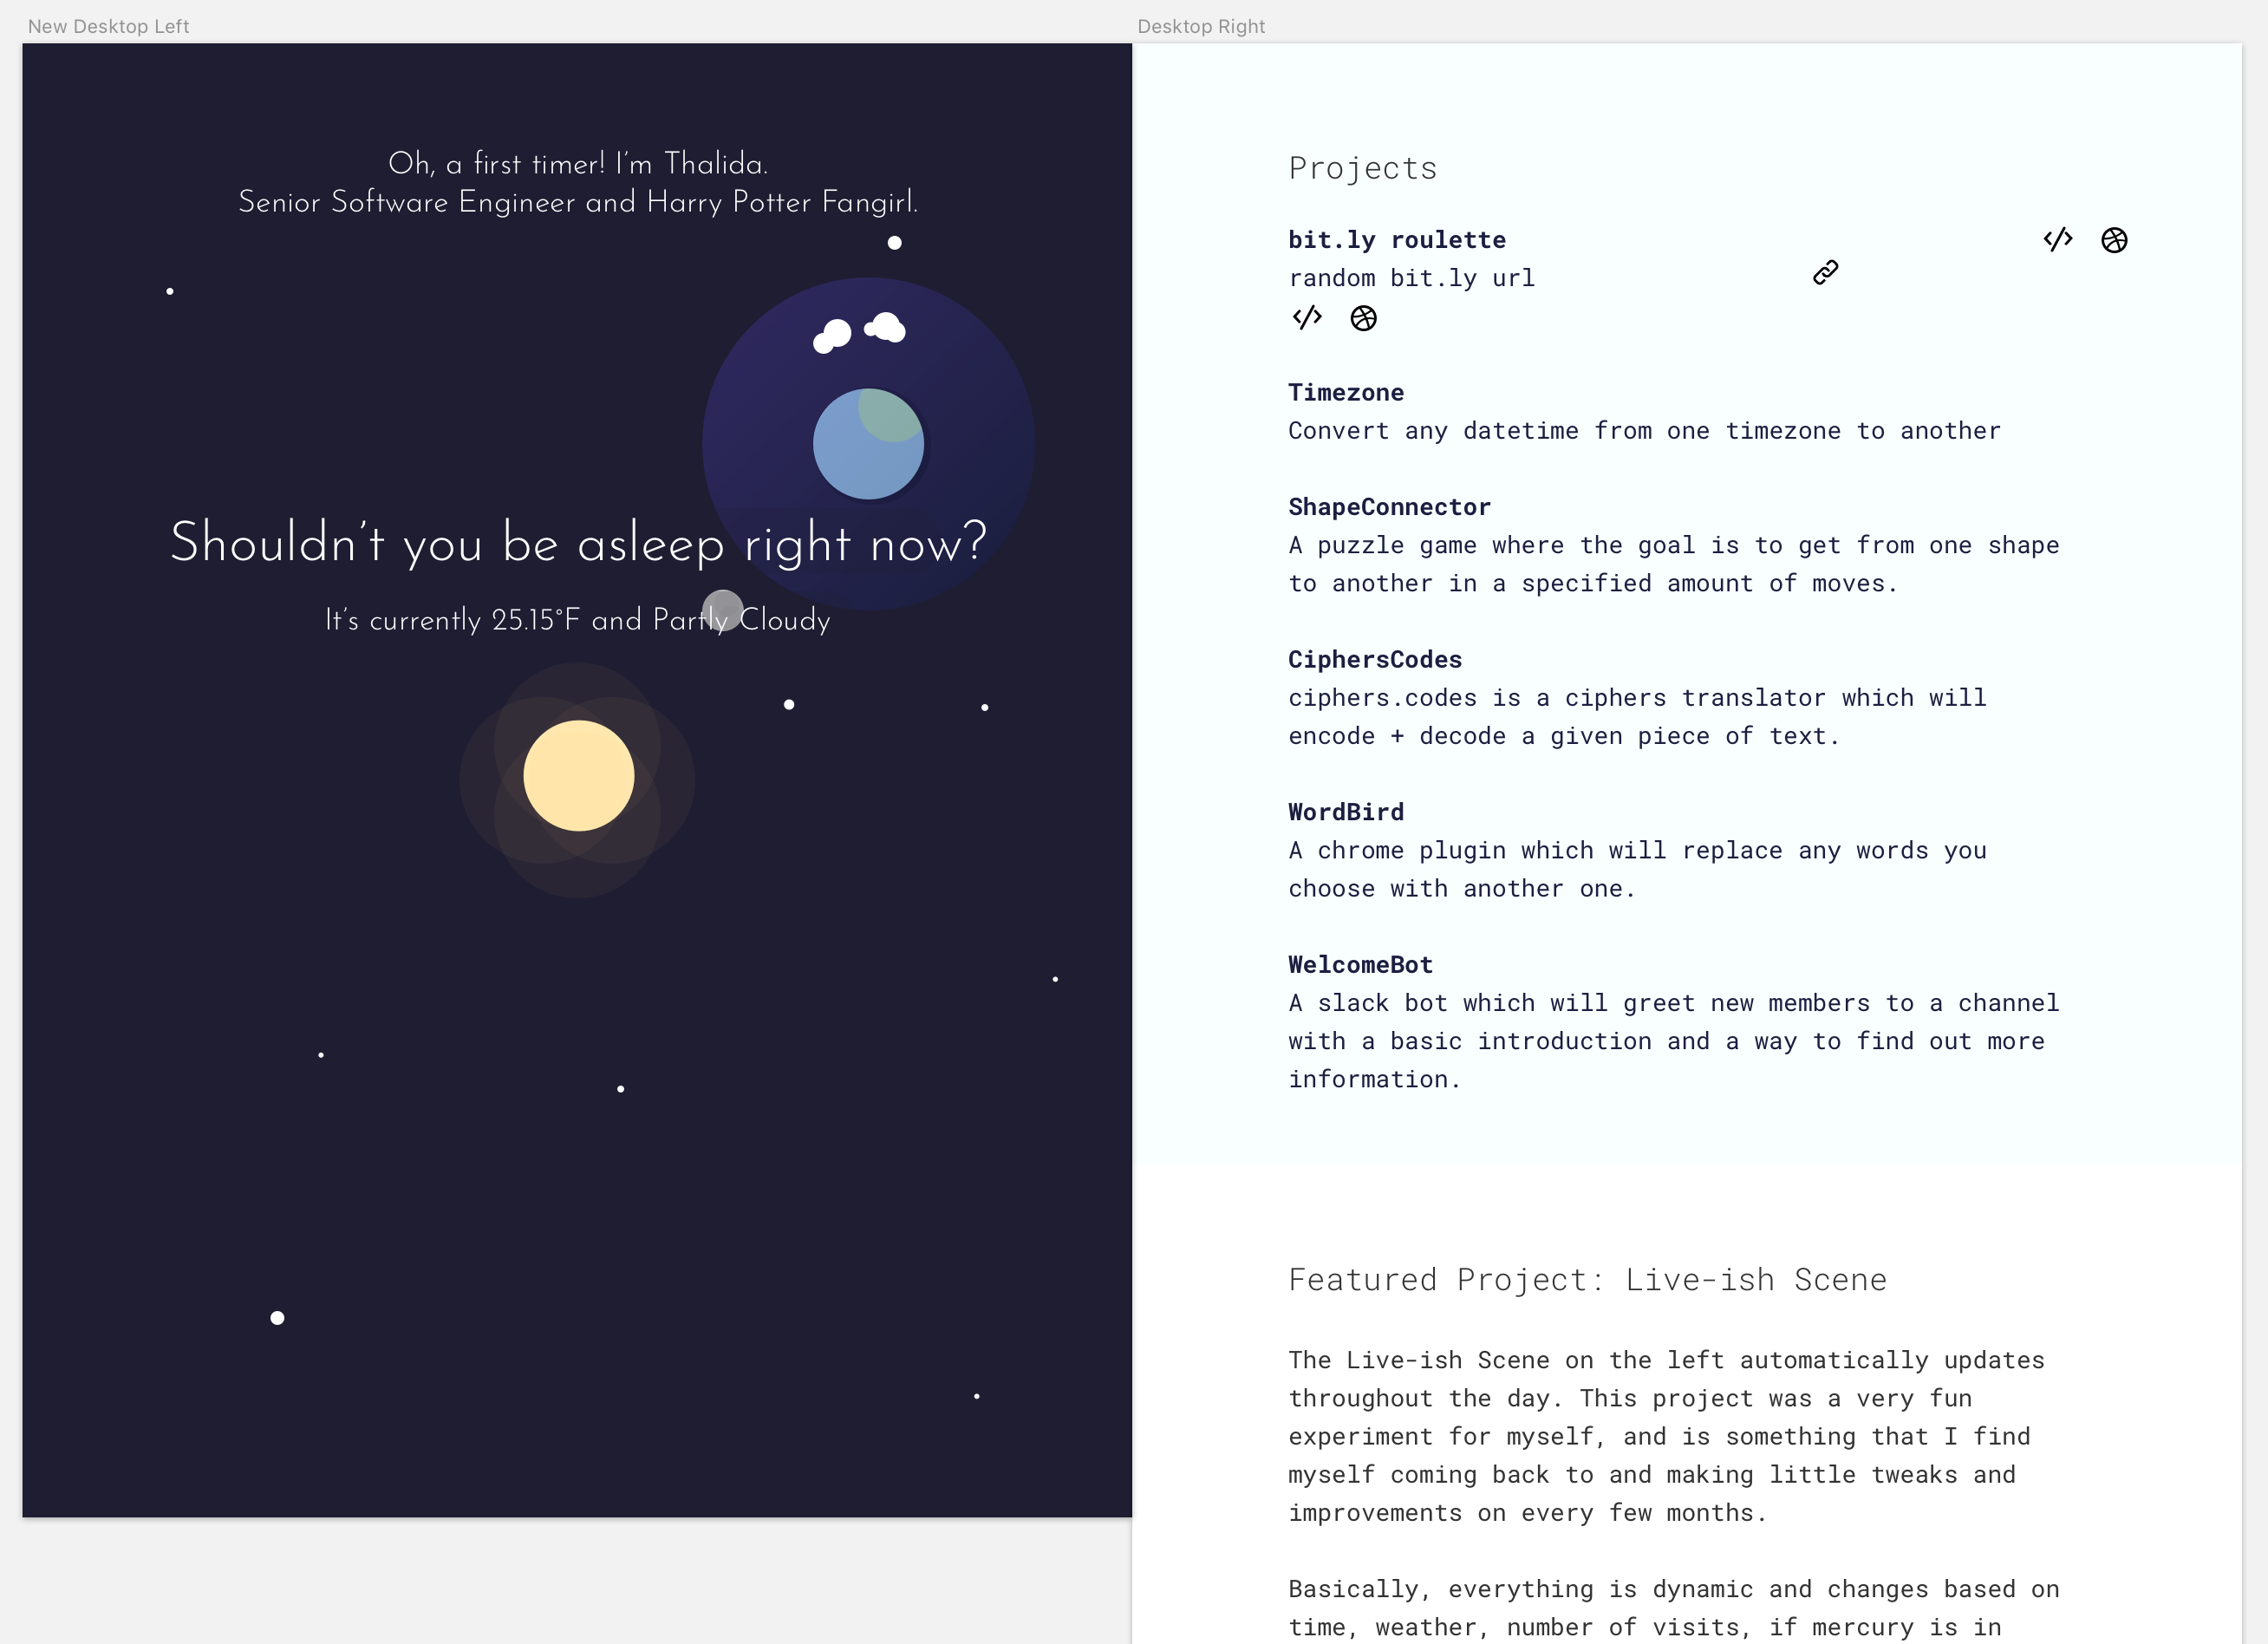 New Desktop Left
Oh, a first timer! I’m Thalida.
Senior Software Engineer and Harry Potter Fangirl.
Shouldn’t you be asleep right now?
It’s currently 25.15°F and Partly Cloudy
Desktop Right
Projects
bit.ly roulette
random bit.ly url
Timezone
Convert any datetime from one timezone to another
ShapeConnector
A puzzle game where the goal is to get from one shape
to another in a specified amount of moves.
CiphersCodes
ciphers.codes is a ciphers translator which will
encode + decode a given piece of text.
WordBird
A chrome plugin which will replace any words you
choose with another one.
WelcomeBot
A slack bot which will greet new members to a channel
with a basic introduction and a way to find out more
information.
Featured Project: Live-ish Scene
The Live-ish Scene on the left automatically updates
throughout the day. This project was a very fun
experiment for myself, and is something that I find
myself coming back to and making little tweaks and
improvements on every few months.
Basically, everything is dynamic and changes based on
time, weather, number of visits, if mercury is in